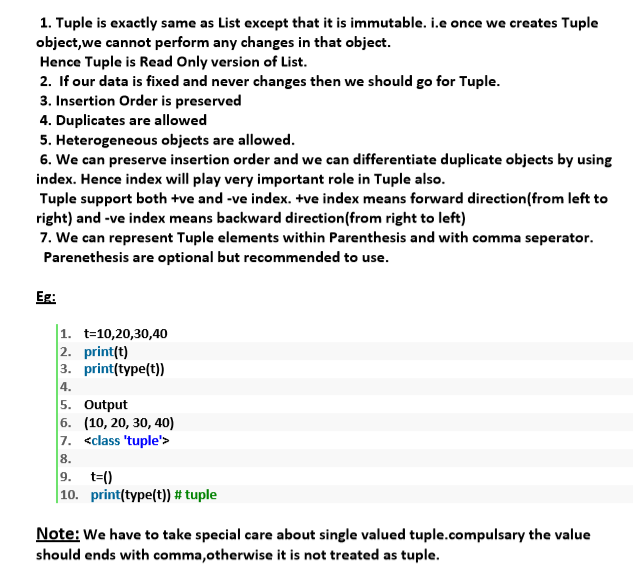 1. Tuple is exactly same as List except that it is immutable. i.e once we creates Tuple
object,we cannot perform any changes in that object.
Hence Tuple is Read Only version of List.
2. If our data is fixed and never changes then we should go for Tuple.
3. Insertion Order is preserved
4. Duplicates are allowed
5. Heterogeneous objects are allowed.
6. We can preserve insertion order and we can differentiate duplicate objects by using
index. Hence index will play very important role in Tuple also.
Tuple support both +ve and -ve index. +ve index means forward direction(from left to
right) and -ve index means backward direction(from right to left)
7. We can represent Tuple elements within Parenthesis and with comma seperator.
Parenethesis are optional but recommended to use.
Eg:
1. t=10,20,30,40
2. print(t)
3. print(type(t))
4.
5. Output
6. (10, 20, 30, 40)
7. <class 'tuple'>
8.
9. t=()
10. print(type(t)) # tuple
Note: We have to take special care about single valued tuple.compulsary the value
should ends with comma,otherwise it is not treated as tuple.